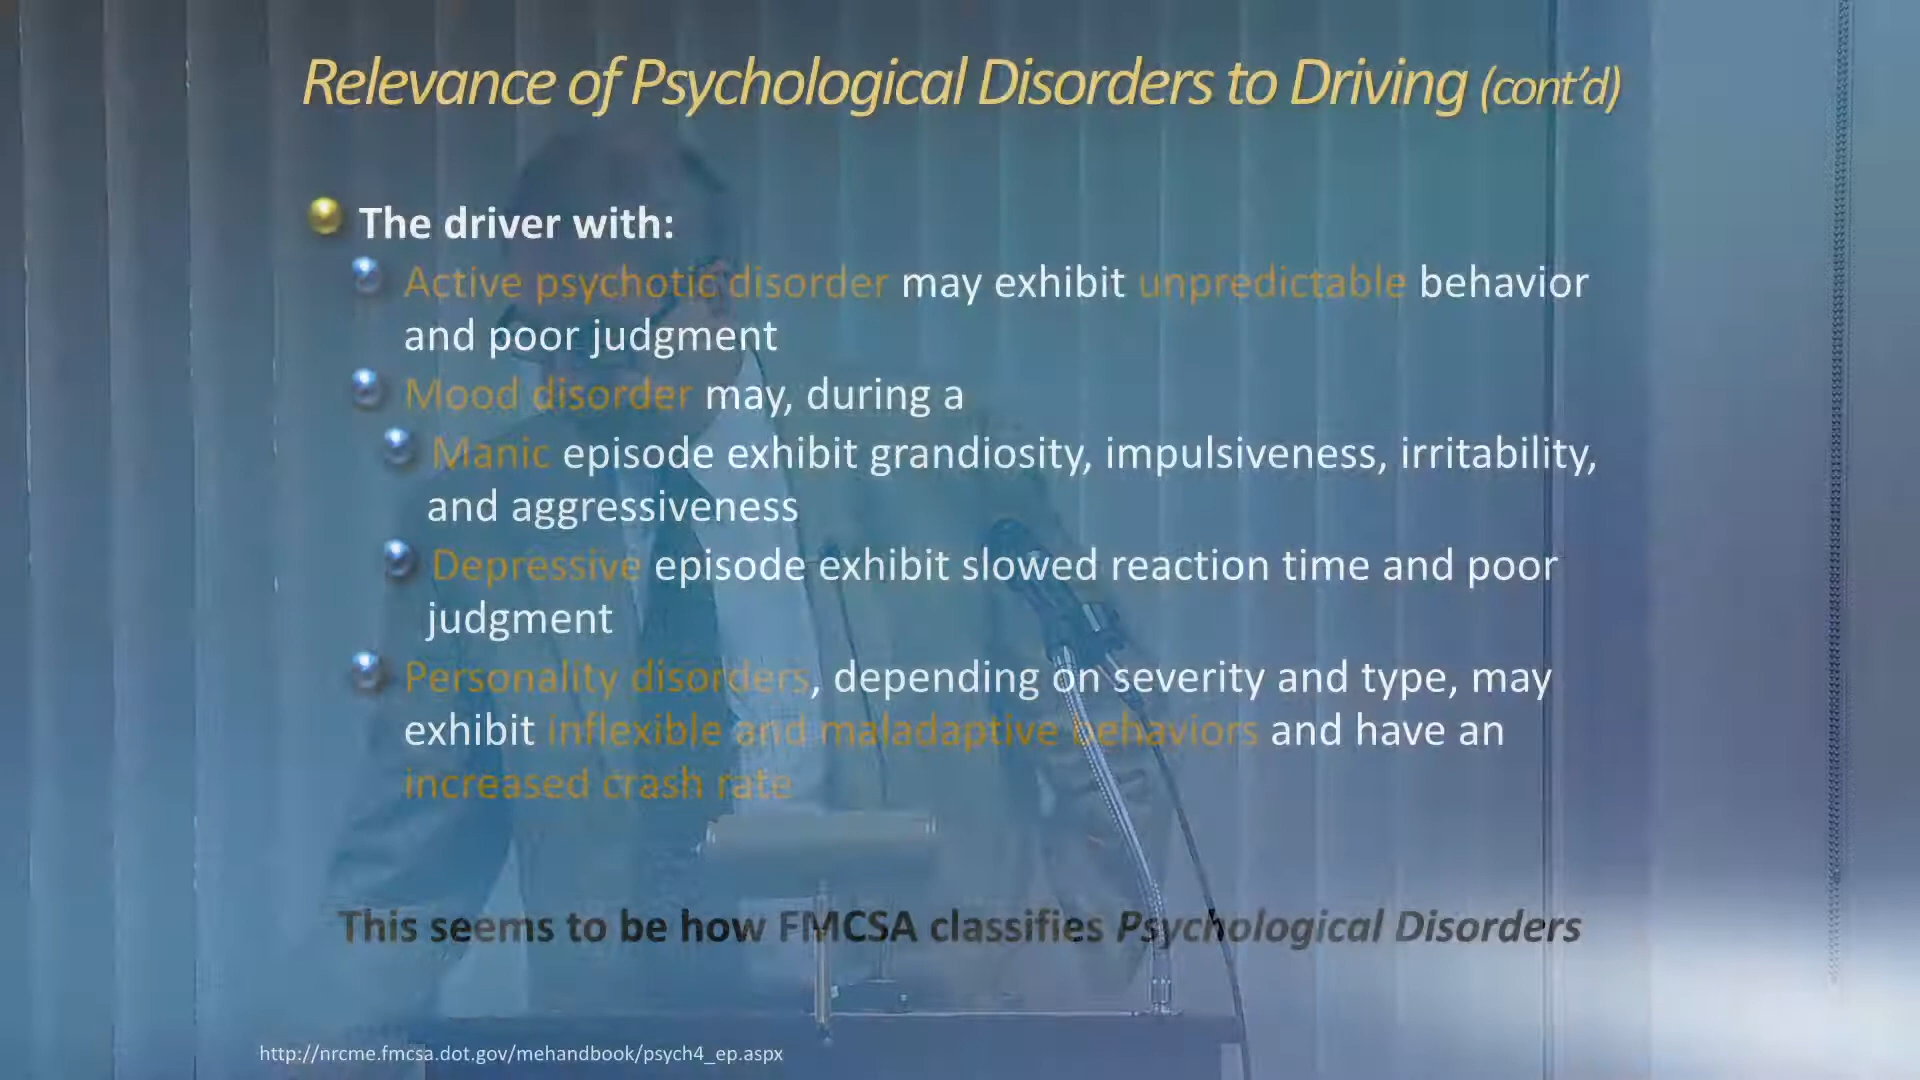 Relevance of Psychological Disorders to Driving (cont’d)
The driver with:
Active psychotic disorder may exhibit unpredictable behavior
and poor judgment
Mood disorder may, during a
Manic episode exhibit grandiosity, impulsiveness, irritability,
and aggressiveness
Depressive episode exhibit slowed reaction time and poor
judgment
Personality disorders, depending on severity and type, may
exhibit inflexible and maladaptive behaviors and have an
increased crash rate
This seems to be how FMCSA classifies Psychological Disorders
http://nrcme.fmcsa.dot.gov/mehandbook/psych4_ep.aspx